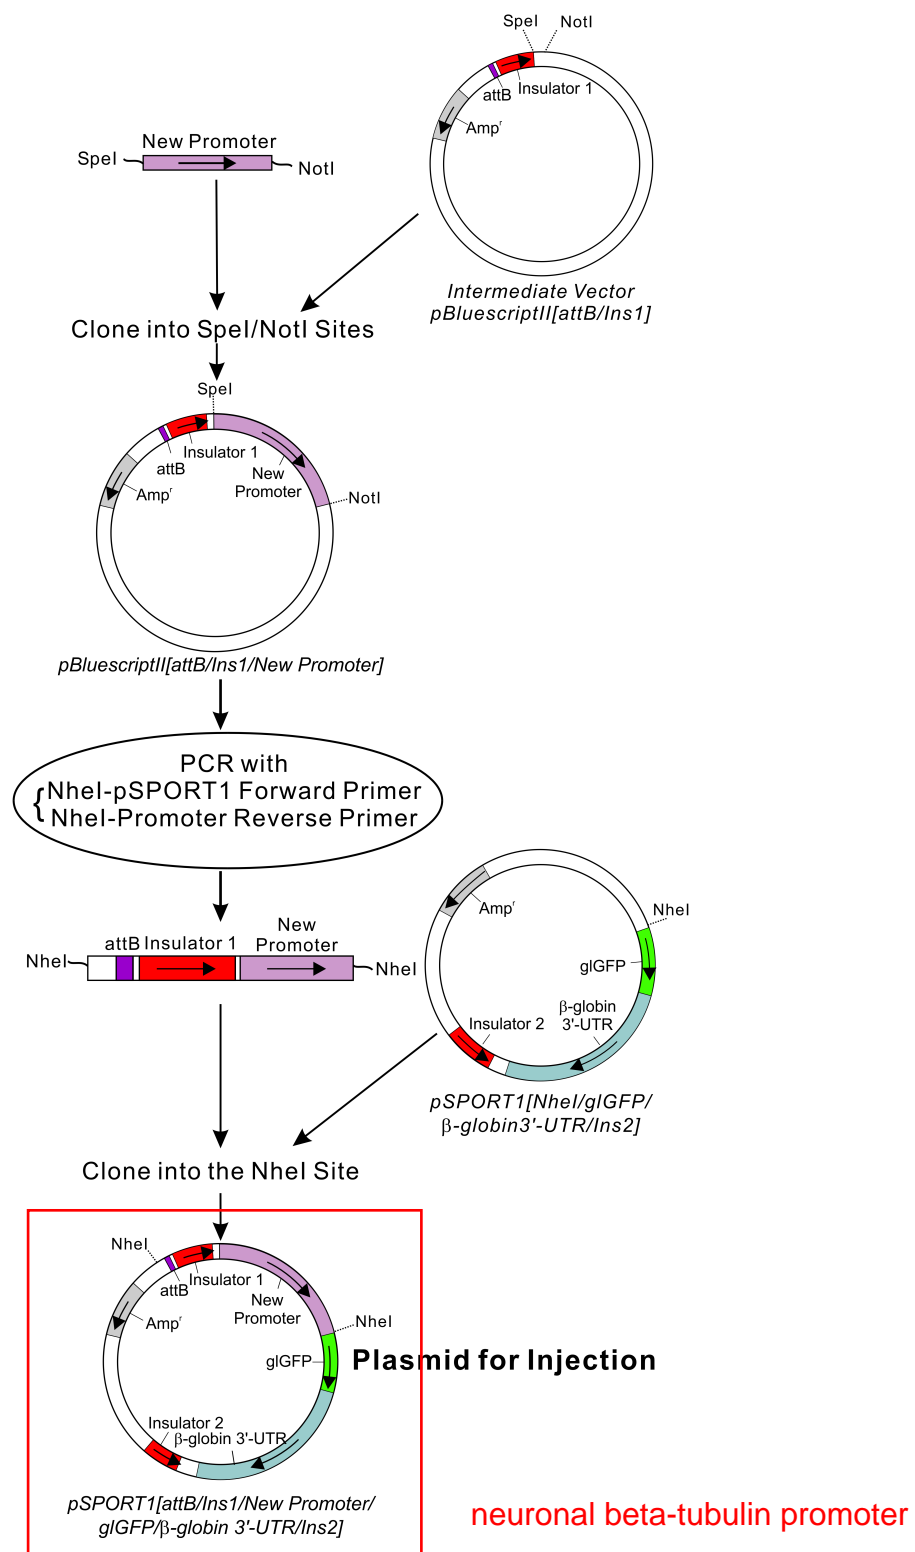 SpeI
NotI
attB
Insulator 1
Ampʳ
New Promoter
SpeI
NotI
Intermediate Vector
pBluescriptII[attB/Ins1]
Clone into SpeI/NotI Sites
SpeI
Insulator 1
attB
New
Promoter
Ampʳ
NotI
pBluescriptII[attB/Ins1/New Promoter]
PCR with
{NheI-pSPORT1 Forward Primer
NheI-Promoter Reverse Primer
Ampʳ
NheI
glGFP
β-globin
3'-UTR
Insulator 2
pSPORT1[NheI/glGFP/
β-globin3'-UTR/Ins2]
attB Insulator 1
New
Promoter
NheI
NheI
Clone into the NheI Site
NheI
Insulator 1
attB
New
Promoter
Ampʳ
NheI
glGFP
Plasmid for Injection
Insulator 2
β-globin 3'-UTR
pSPORT1[attB/Ins1/New Promoter/
glGFP/β-globin 3'-UTR/Ins2]
neuronal beta-tubulin promoter